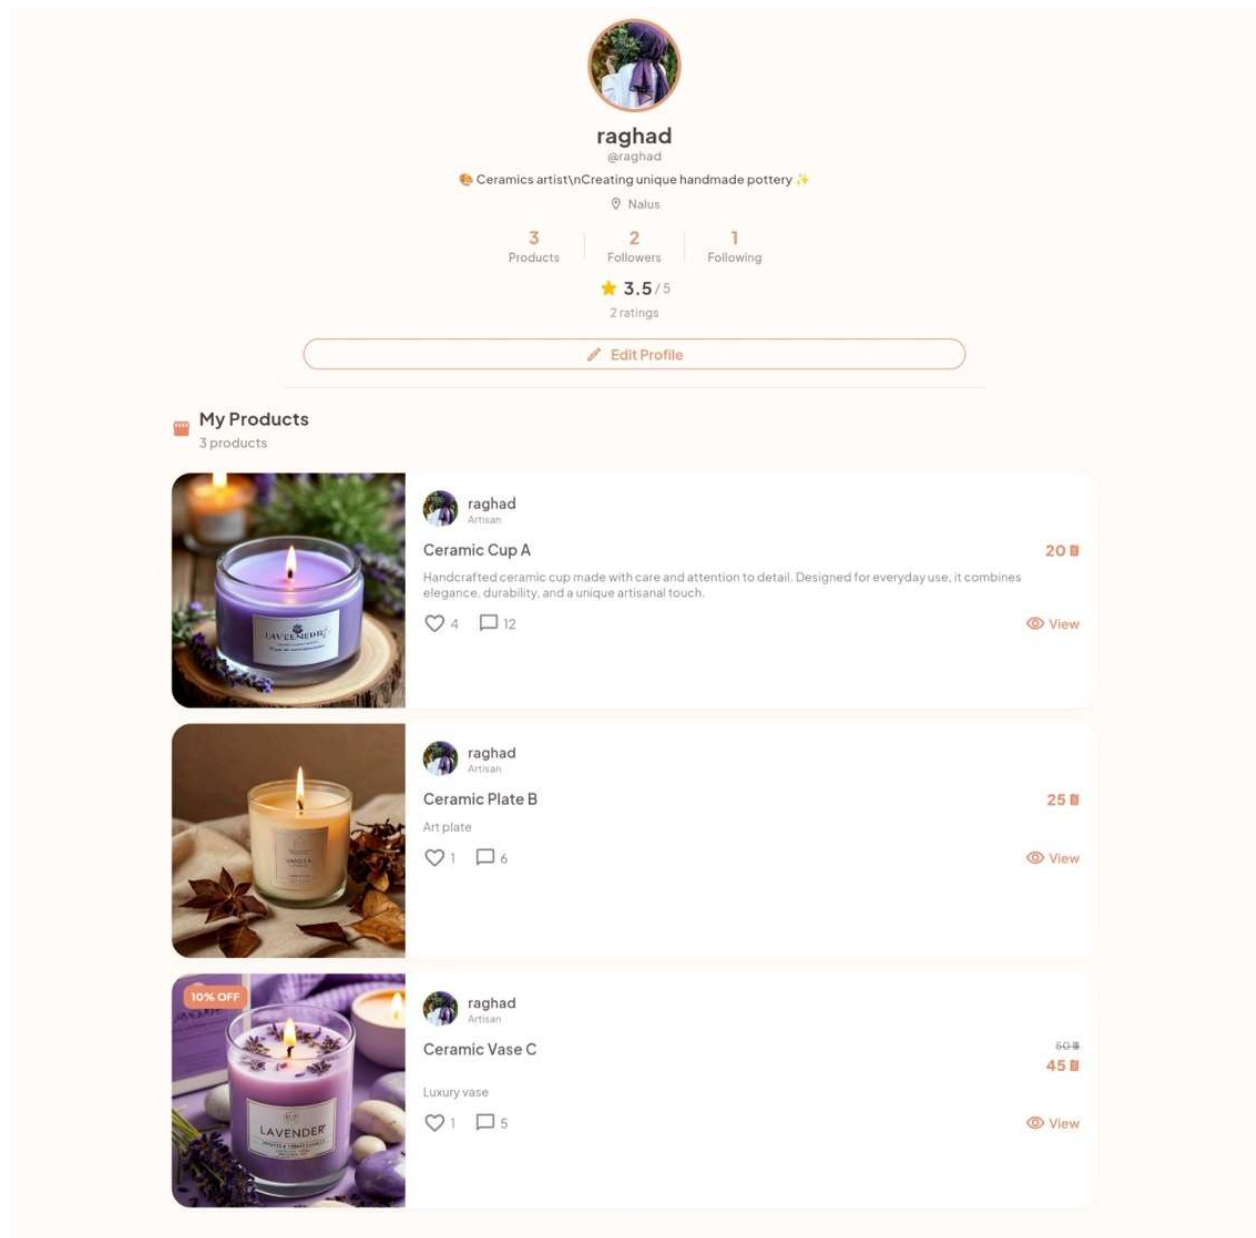 raghad
@raghad
🎨 Ceramics artist\nCreating unique handmade pottery ✨
Nalus
3 2 1
Products Followers Following
3.5 / 5
2 ratings
Edit Profile
My Products
3 products
raghad
Artisan
Ceramic Cup A
20
Handcrafted ceramic cup made with care and attention to detail. Designed for everyday use, it combines
elegance, durability, and a unique artisanal touch.
4 12 View
raghad
Artisan
Ceramic Plate B
25
Art plate
VANILLA
1 6 View
10% OFF
raghad
Artisan
Ceramic Vase C
50
45
Luxury vase
1 5 View
LAVENDER